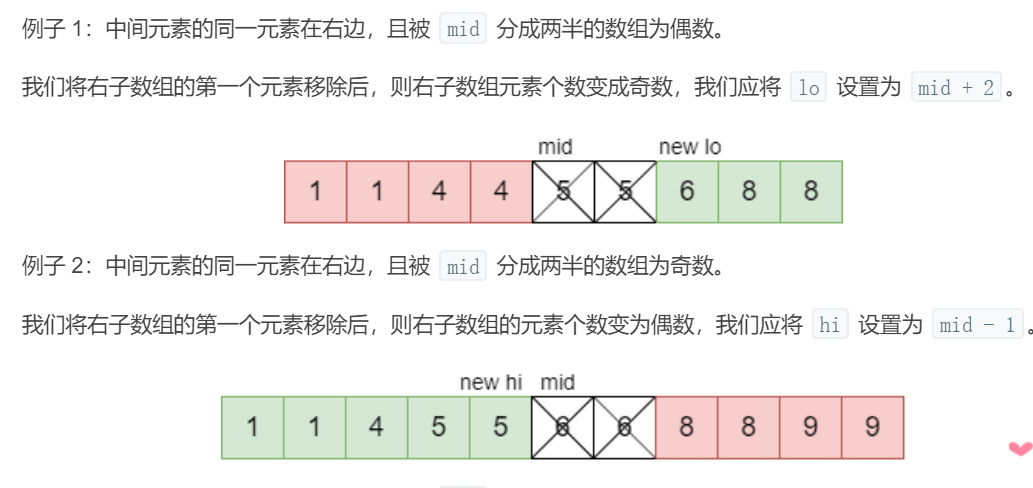 例子 1：中间元素的同一元素在右边，且被 mid 分成两半的数组为偶数。
我们将右子数组的第一个元素移除后，则右子数组元素个数变成奇数，我们应将 lo 设置为 mid + 2 。
mid new lo
1 1 4 4 5 5 6 8 8
例子 2：中间元素的同一元素在右边，且被 mid 分成两半的数组为奇数。
我们将右子数组的第一个元素移除后，则右子数组的元素个数变为偶数，我们应将 hi 设置为 mid - 1 。
new hi mid
1 1 4 5 5 6 6 8 8 9 9